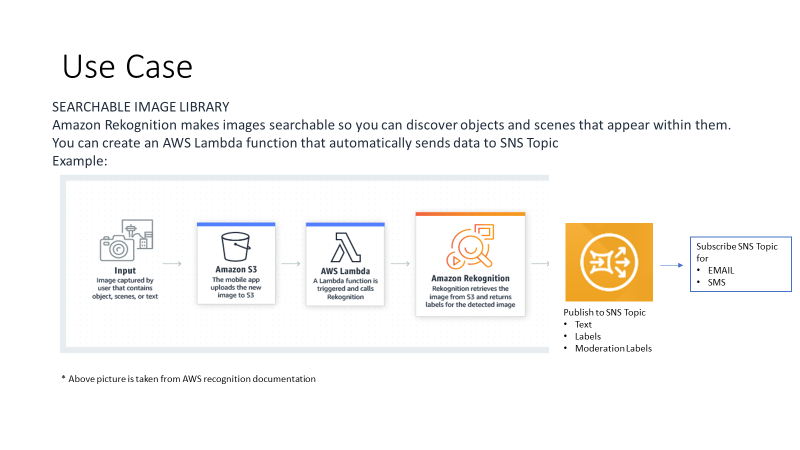 Use Case
SEARCHABLE IMAGE LIBRARY
Amazon Rekognition makes images searchable so you can discover objects and scenes that appear within them.
You can create an AWS Lambda function that automatically sends data to SNS Topic
Example:
Input
Image captured by
user that contains
object, scenes, or text
Amazon S3
The mobile app
uploads the new
image to S3
AWS Lambda
A Lambda function is
triggered and calls
Rekognition
Amazon Rekognition
Rekognition retrieves the
image from S3 and returns
labels for the detected image
Publish to SNS Topic
• Text
• Labels
• Moderation Labels
Subscribe SNS Topic
for
• EMAIL
• SMS
* Above picture is taken from AWS recognition documentation